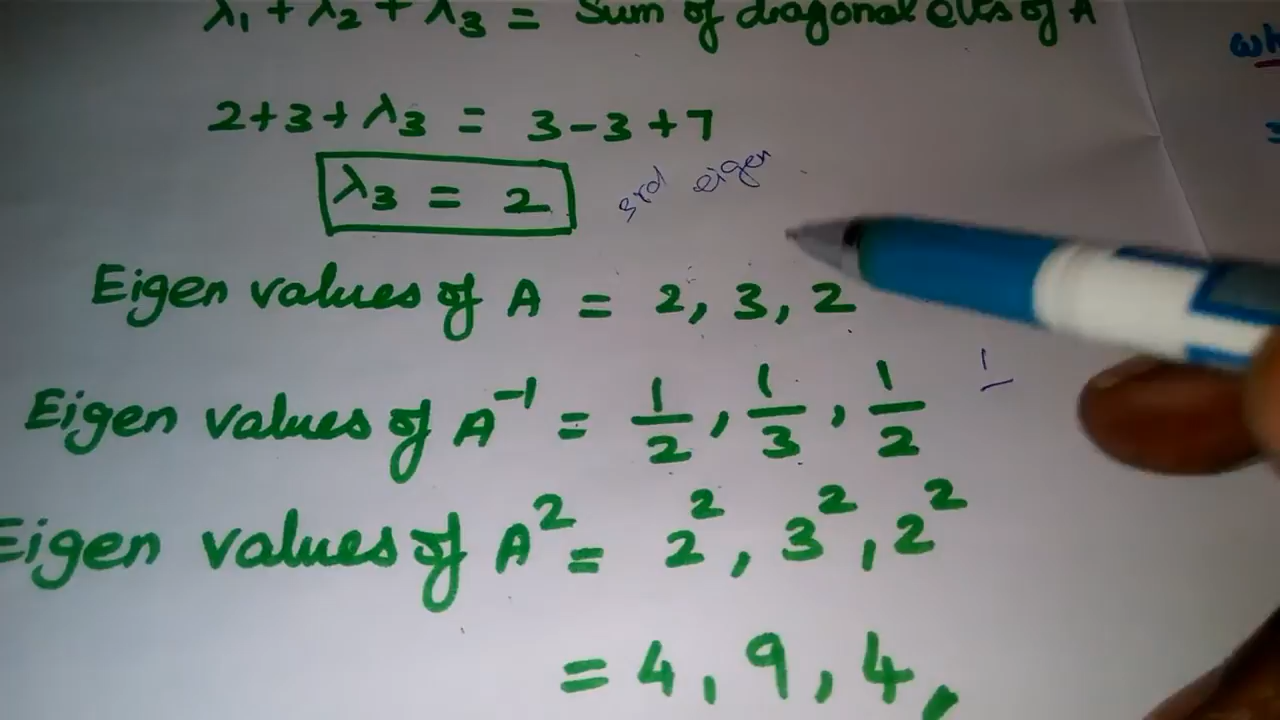 λ₁ + λ₂ + λ₃ = Sum of diagonal elts of A
2+3+λ₃ = 3-3+7
λ₃ = 2
3rd eigen
Eigen values of A = 2, 3, 2
Eigen values of A⁻¹ = 1/2, 1/3, 1/2
Eigen values of A² = 2², 3², 2²
= 4, 9, 4,